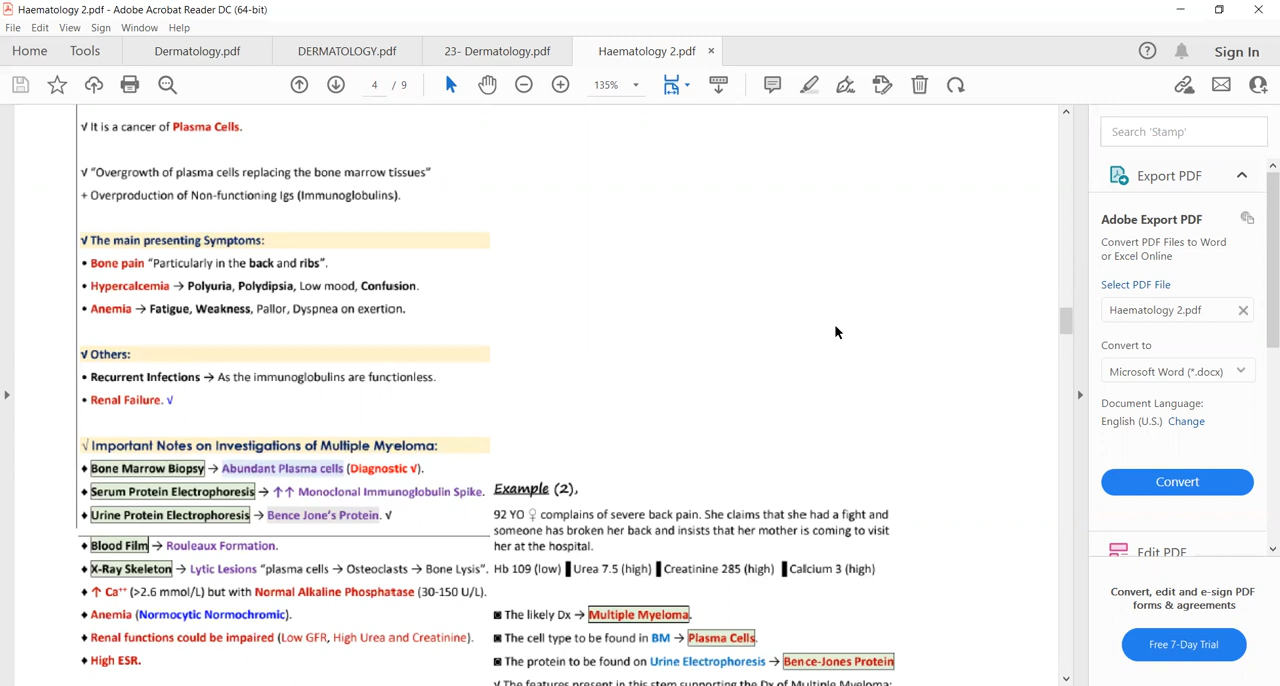 Haematology 2.pdf - Adobe Acrobat Reader DC (64-bit)
File Edit View Sign Window Help
Home Tools Dermatology.pdf DERMATOLOGY.pdf 23- Dermatology.pdf Haematology 2.pdf × Sign In
4 / 9 135%
√ It is a cancer of Plasma Cells.
√ "Overgrowth of plasma cells replacing the bone marrow tissues"
+ Overproduction of Non-functioning Igs (Immunoglobulins).
√ The main presenting Symptoms:
• Bone pain "Particularly in the back and ribs".
• Hypercalcemia → Polyuria, Polydipsia, Low mood, Confusion.
• Anemia → Fatigue, Weakness, Pallor, Dyspnea on exertion.
√ Others:
• Recurrent Infections → As the immunoglobulins are functionless.
• Renal Failure. √
√ Important Notes on Investigations of Multiple Myeloma:
♦ Bone Marrow Biopsy → Abundant Plasma cells (Diagnostic √).
♦ Serum Protein Electrophoresis → ↑↑ Monoclonal Immunoglobulin Spike.
♦ Urine Protein Electrophoresis → Bence Jone's Protein. √
♦ Blood Film → Rouleaux Formation.
♦ X-Ray Skeleton → Lytic Lesions "plasma cells → Osteoclasts → Bone Lysis".
♦ ↑ Ca⁺⁺ (>2.6 mmol/L) but with Normal Alkaline Phosphatase (30-150 U/L).
♦ Anemia (Normocytic Normochromic).
♦ Renal functions could be impaired (Low GFR, High Urea and Creatinine).
♦ High ESR.
Example (2),
92 YO ♀ complains of severe back pain. She claims that she had a fight and
someone has broken her back and insists that her mother is coming to visit
her at the hospital.
Hb 109 (low) ▌Urea 7.5 (high) ▌Creatinine 285 (high) ▌Calcium 3 (high)
◙ The likely Dx → Multiple Myeloma.
◙ The cell type to be found in BM → Plasma Cells.
◙ The protein to be found on Urine Electrophoresis → Bence-Jones Protein
√ The features present in this stem supporting the Dx of Multiple Myeloma:
Search 'Stamp'
Export PDF
Adobe Export PDF
Convert PDF Files to Word
or Excel Online
Select PDF File
Haematology 2.pdf
Convert to
Microsoft Word (*.docx)
Document Language:
English (U.S.) Change
Convert
Edit PDF
Convert, edit and e-sign PDF
forms & agreements
Free 7-Day Trial